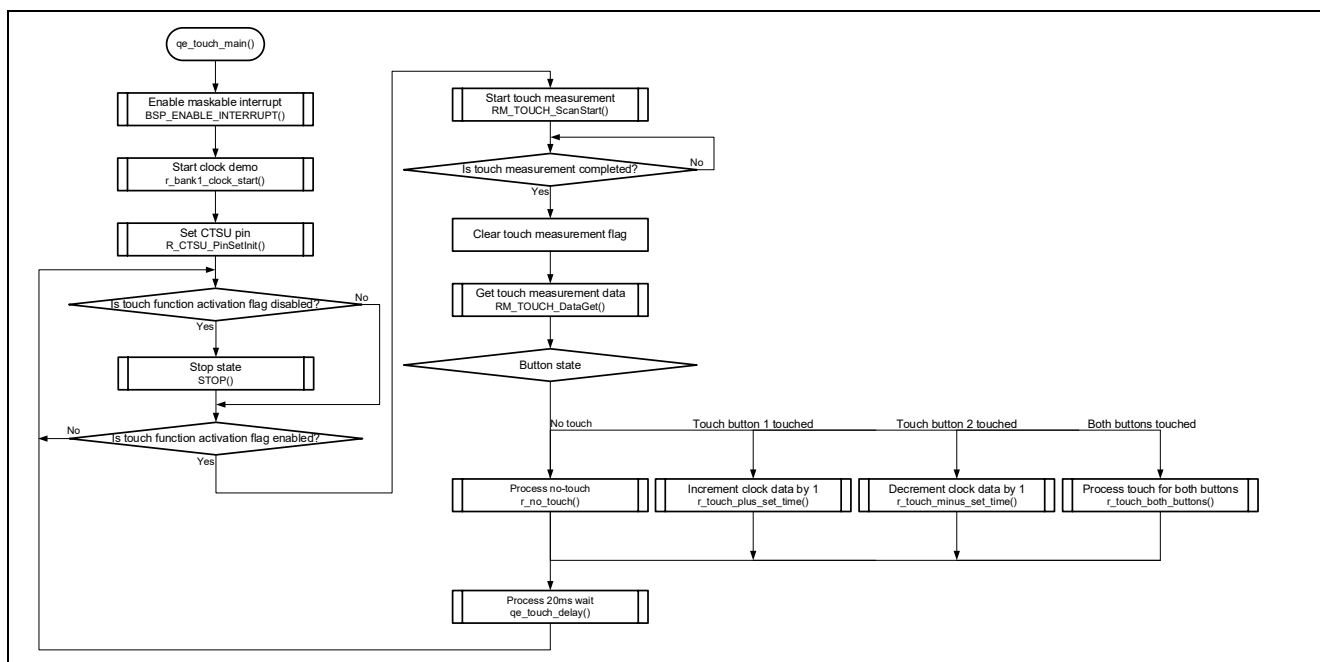 qe_touch_main()
Enable maskable interrupt
BSP_ENABLE_INTERRUPT()
Start clock demo
r_bank1_clock_start()
Set CTSU pin
R_CTSU_PinSetInit()
Is touch function activation flag disabled?
No
Yes
Stop state
STOP()
Is touch function activation flag enabled?
No
Yes
Start touch measurement
RM_TOUCH_ScanStart()
Is touch measurement completed?
No
Yes
Clear touch measurement flag
Get touch measurement data
RM_TOUCH_DataGet()
Button state
No touch
Touch button 1 touched
Touch button 2 touched
Both buttons touched
Process no-touch
r_no_touch()
Increment clock data by 1
r_touch_plus_set_time()
Decrement clock data by 1
r_touch_minus_set_time()
Process touch for both buttons
r_touch_both_buttons()
Process 20ms wait
qe_touch_delay()